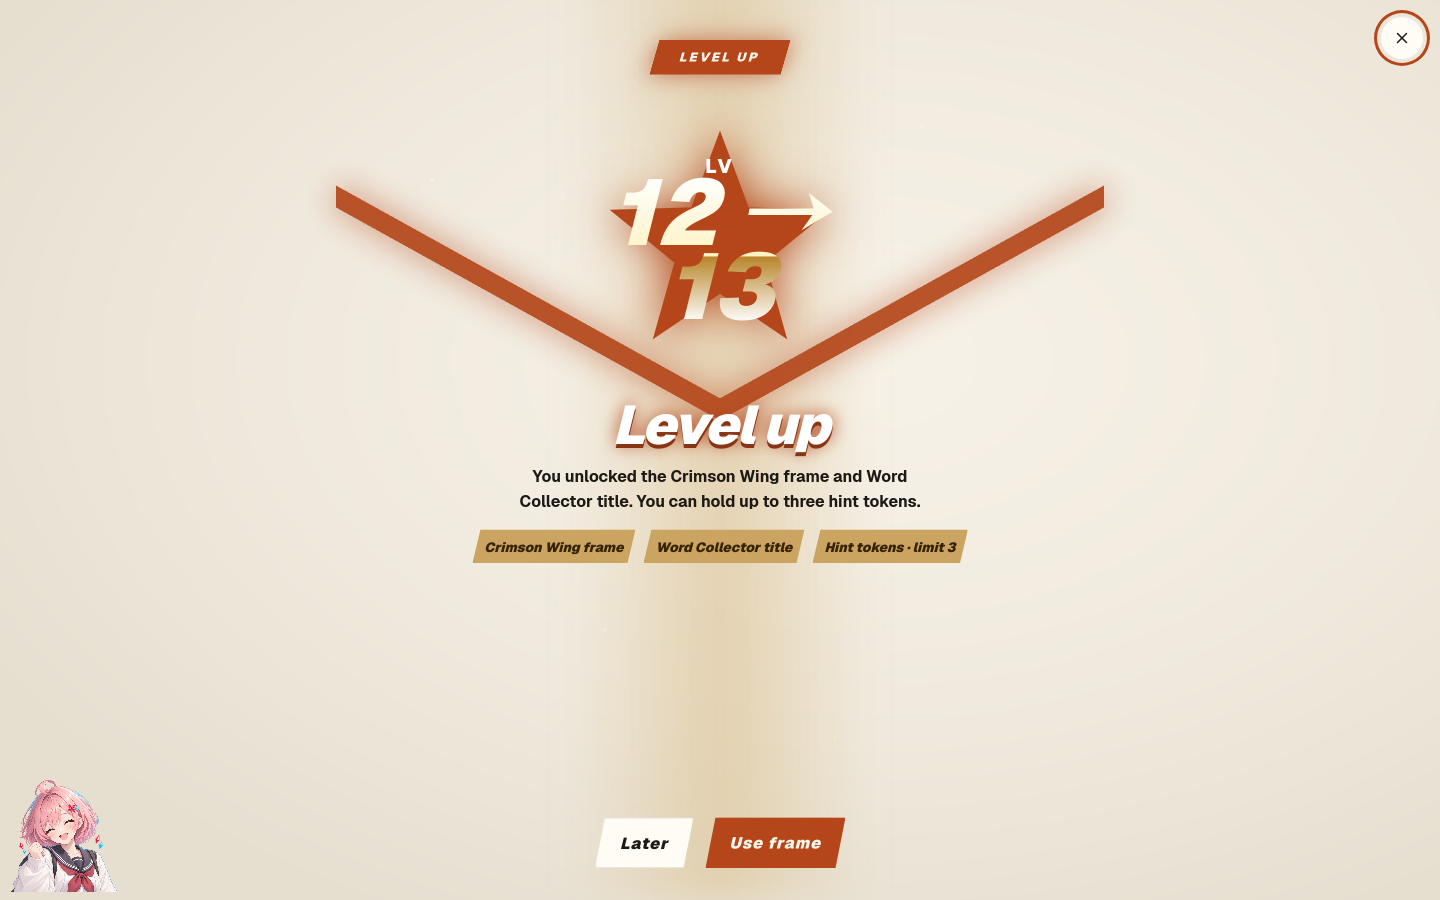 LEVEL UP
LV
12 →
13
Level up
You unlocked the Crimson Wing frame and Word
Collector title. You can hold up to three hint tokens.
Crimson Wing frame
Word Collector title
Hint tokens · limit 3
Later
Use frame